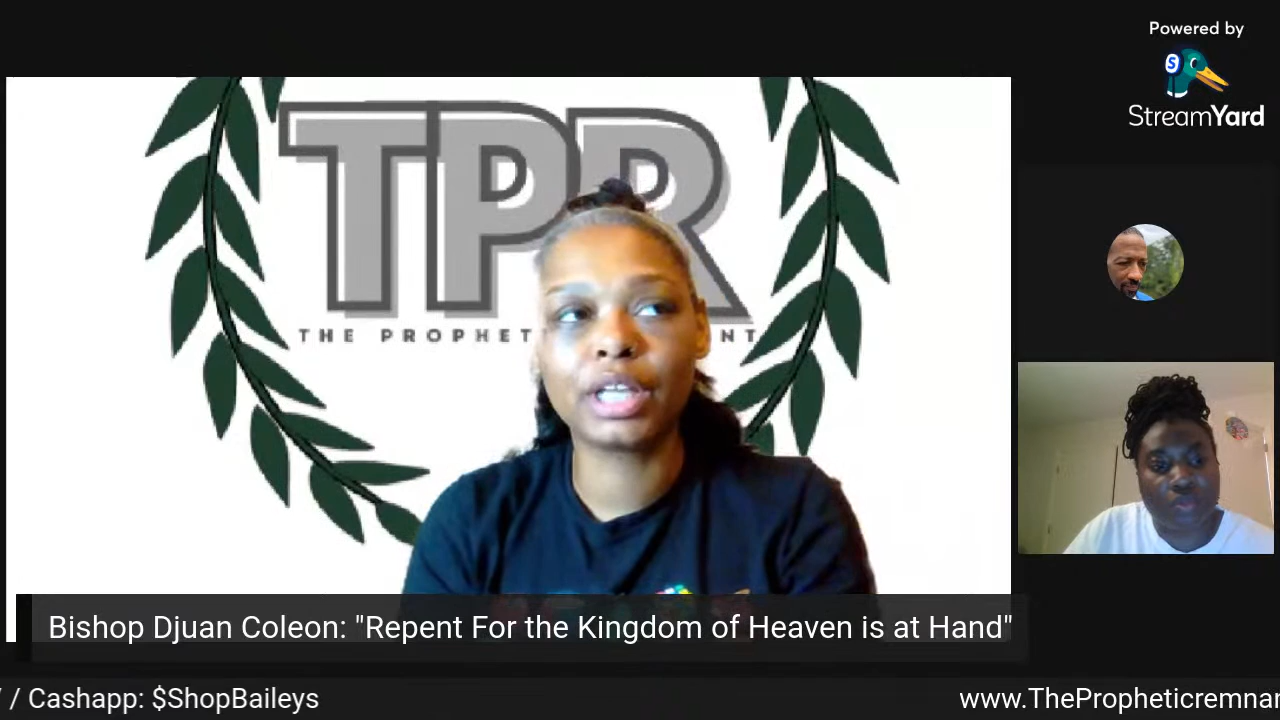 Powered by
S
StreamYard
TPR
THE PROPHET NT
Bishop Djuan Coleon: "Repent For the Kingdom of Heaven is at Hand"
/ Cashapp: $ShopBaileys
www.ThePropheticremnan